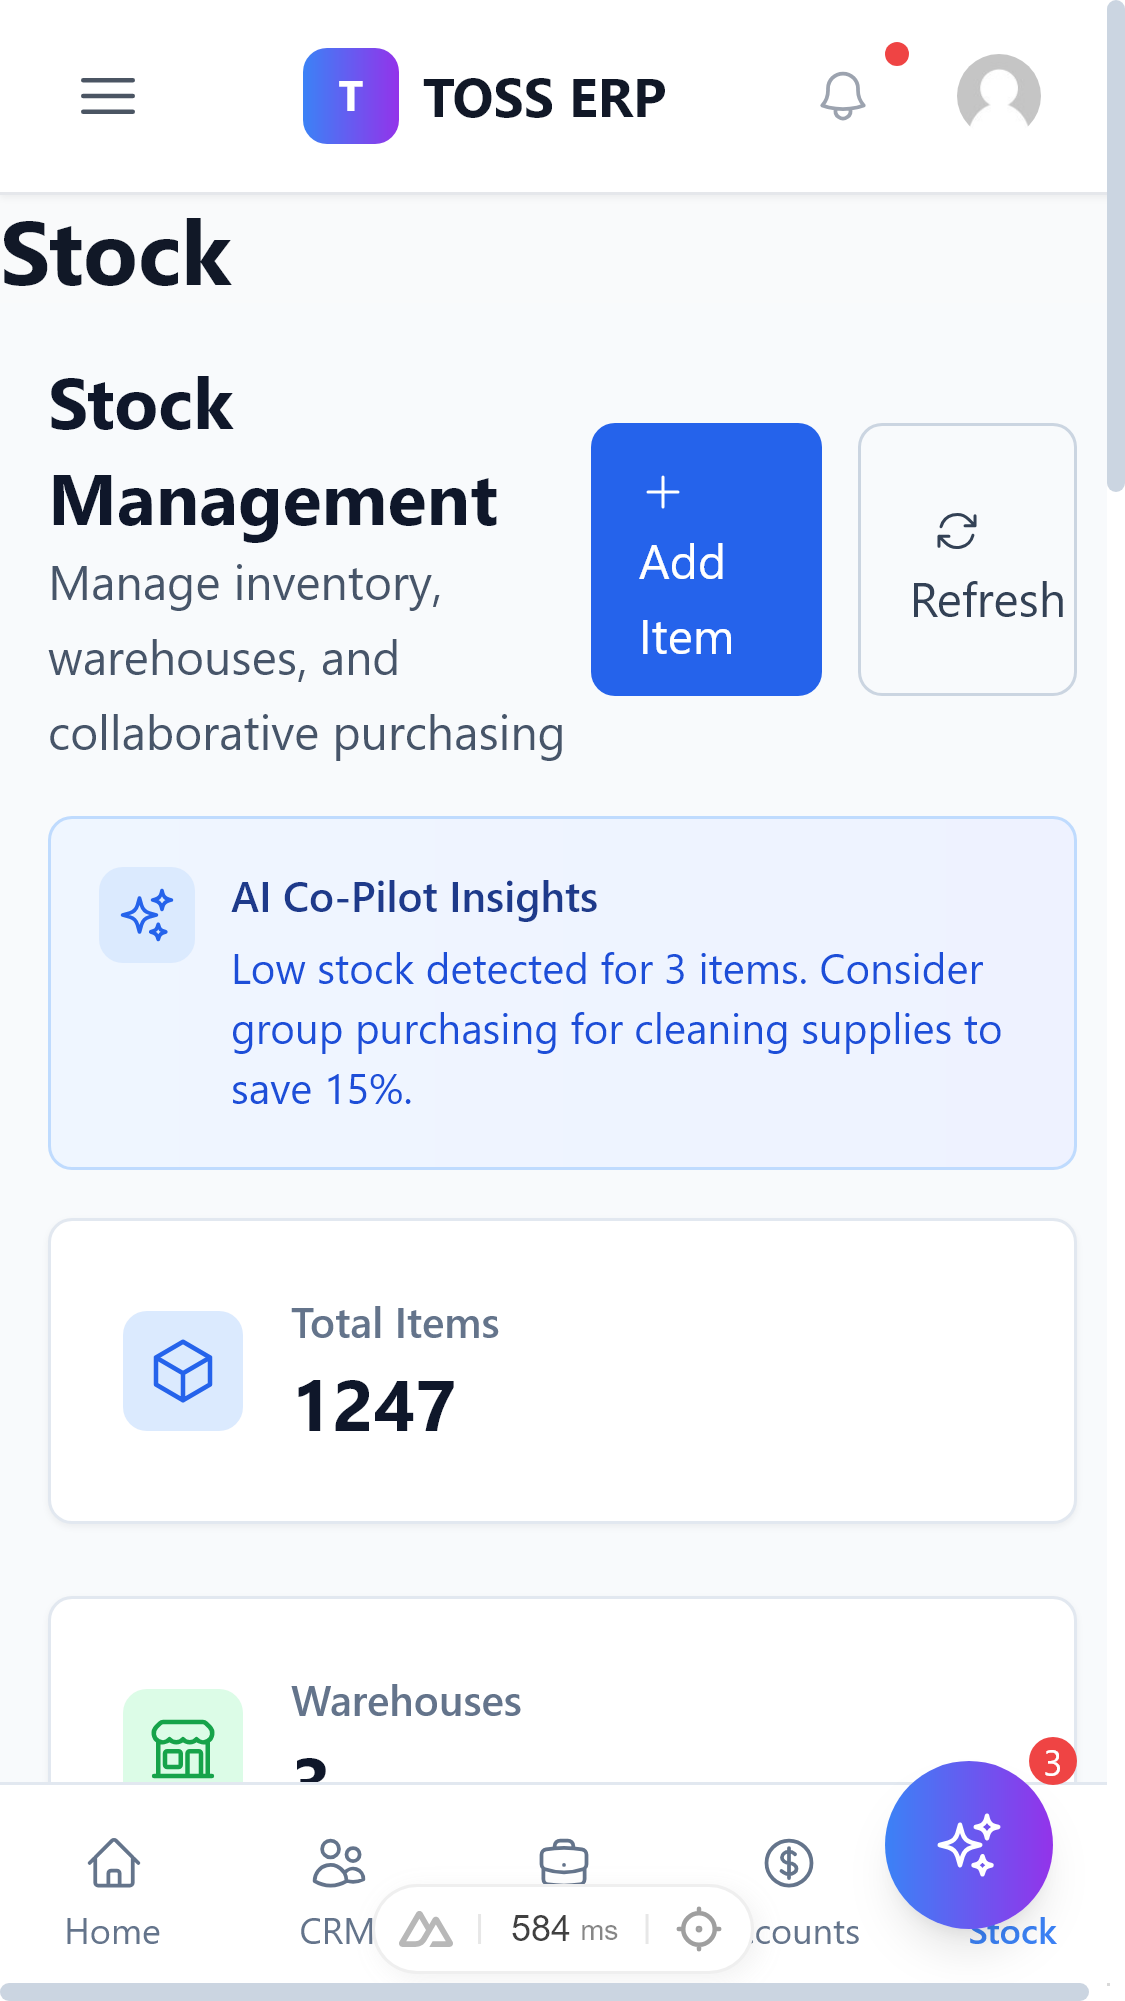 T TOSS ERP
Stock
Stock
Management
Manage inventory,
warehouses, and
collaborative purchasing
Add
Item
Refresh
AI Co-Pilot Insights
Low stock detected for 3 items. Consider
group purchasing for cleaning supplies to
save 15%.
Total Items
1247
Warehouses
3
3
Home
CRM
584 ms
counts
Stock